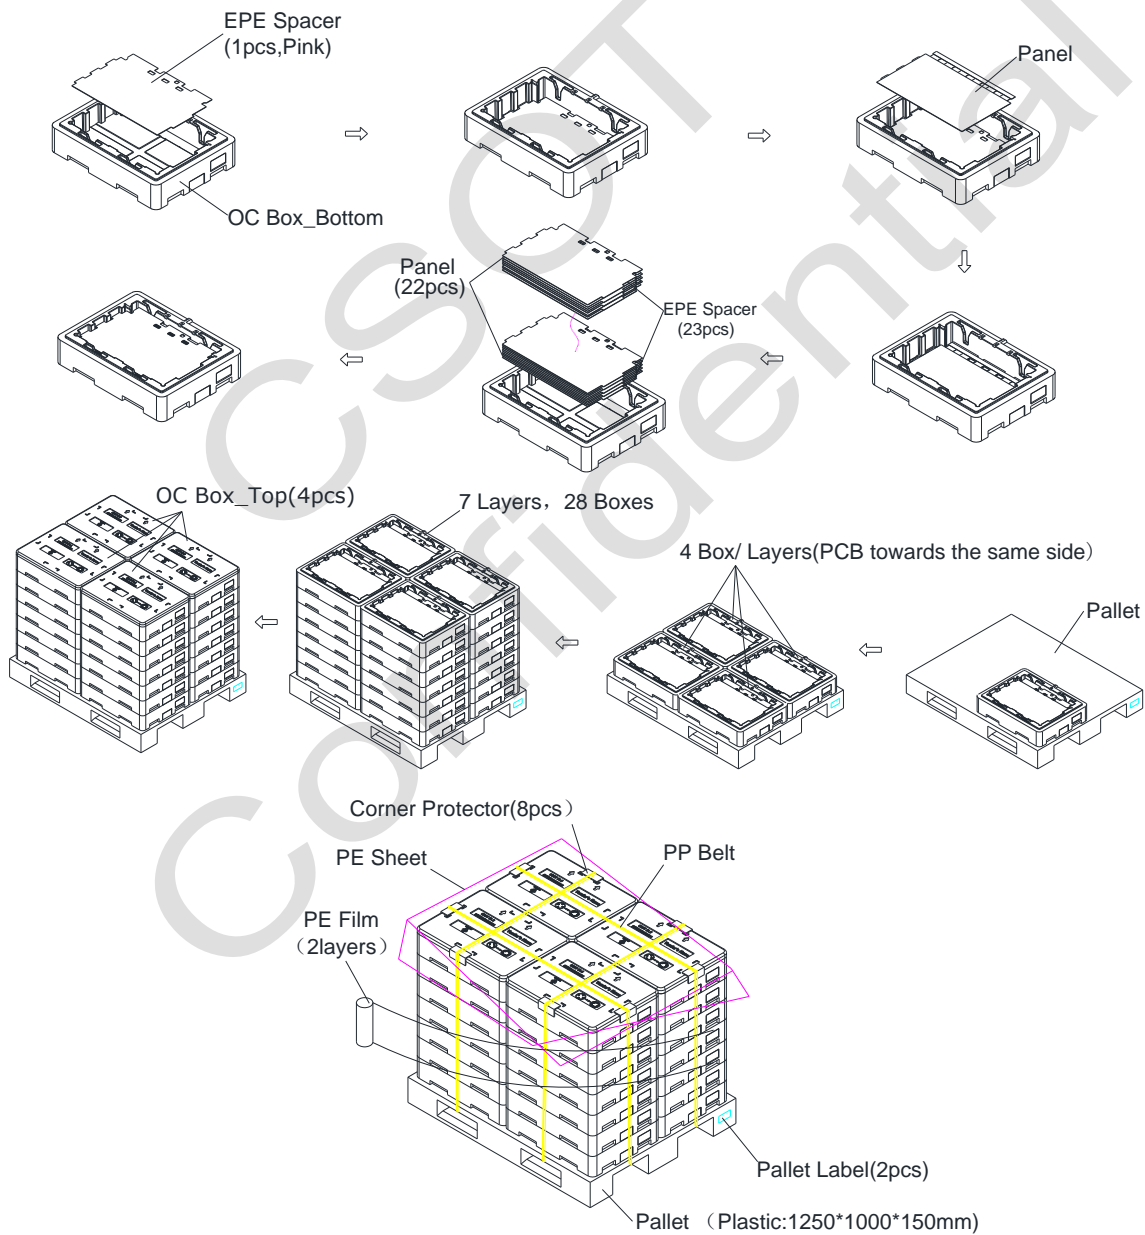 EPE Spacer
(1pcs,Pink)
Panel
OC Box_Bottom
Panel
(22pcs)
EPE Spacer
(23pcs)
OC Box_Top(4pcs)
7 Layers，28 Boxes
4 Box/ Layers(PCB towards the same side）
Pallet
Corner Protector(8pcs）
PE Sheet
PP Belt
PE Film
（2layers）
Pallet Label(2pcs)
Pallet （Plastic:1250*1000*150mm)
CSOT
Confidential